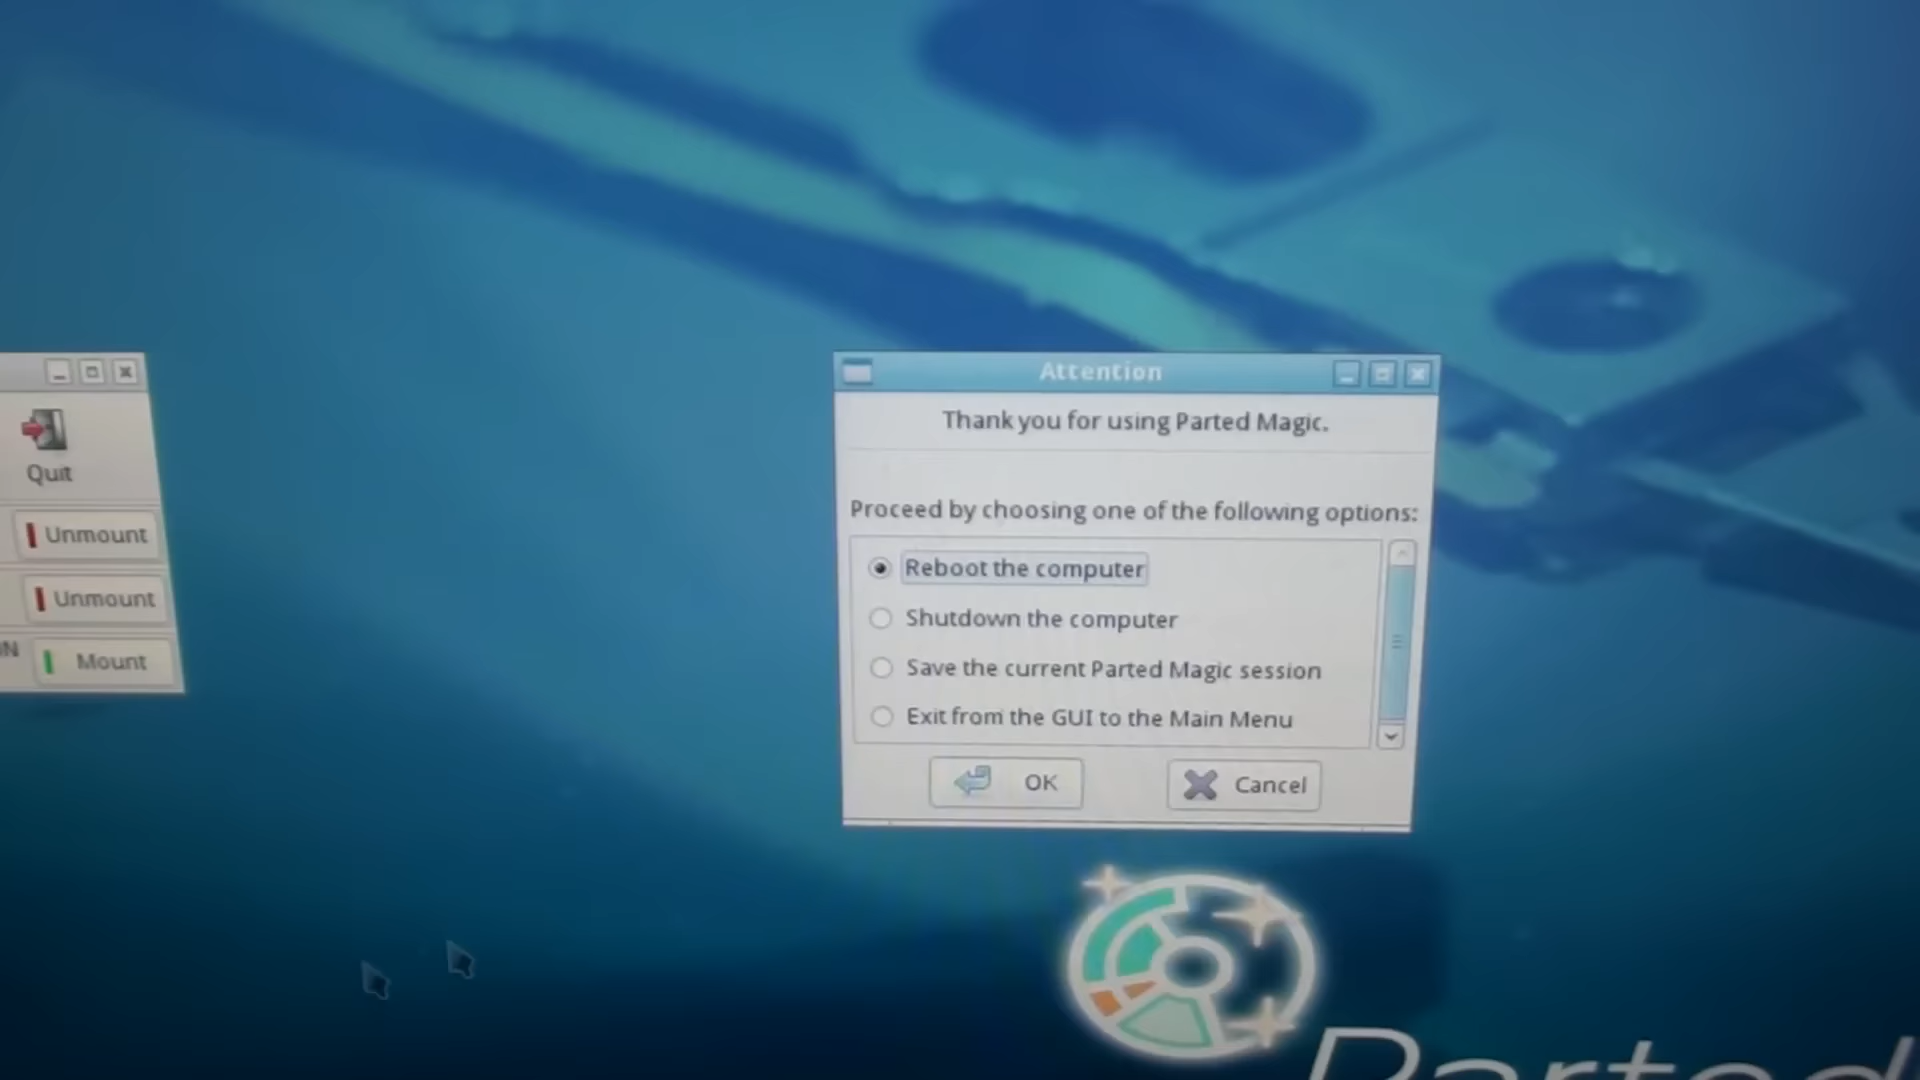 Quit
Unmount
Unmount
Mount
Attention
Thank you for using Parted Magic.
Proceed by choosing one of the following options:
Reboot the computer
Shutdown the computer
Save the current Parted Magic session
Exit from the GUI to the Main Menu
OK
Cancel
Parted